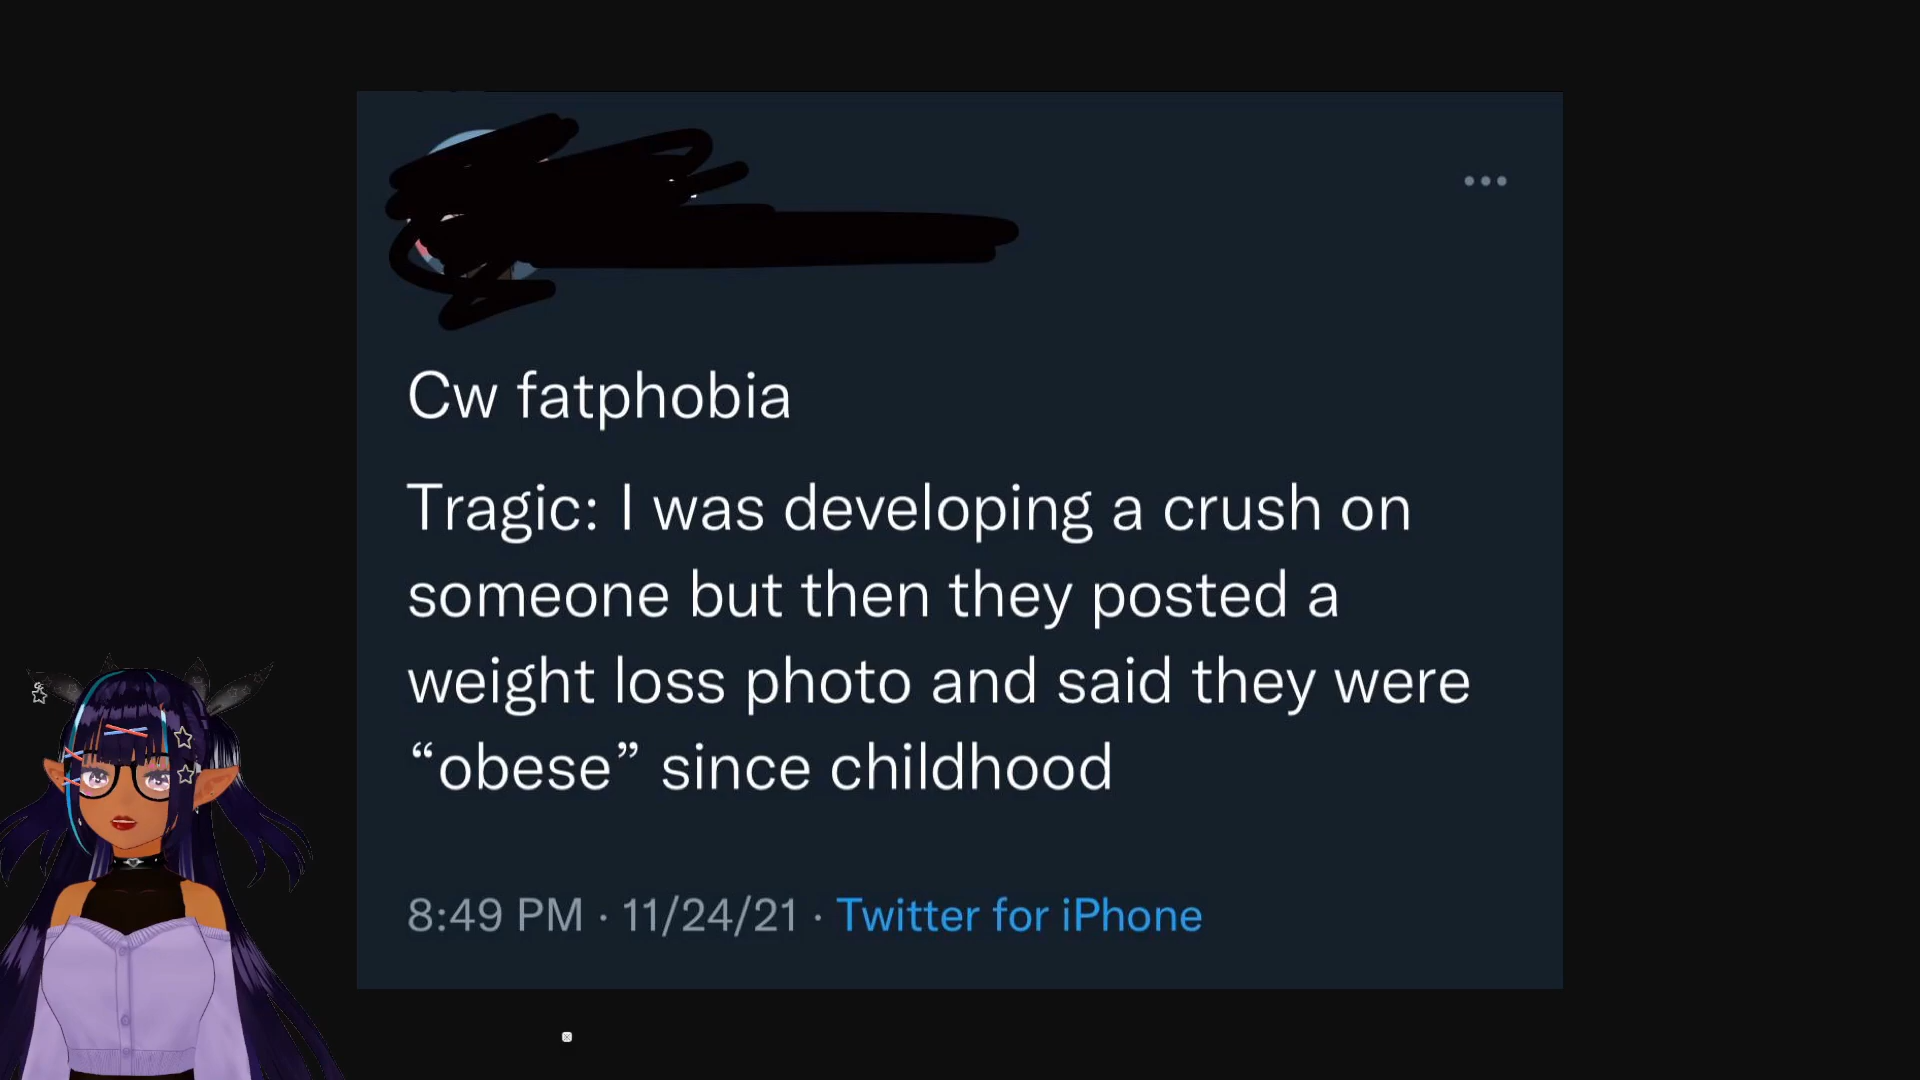 Cw fatphobia
Tragic: I was developing a crush on
someone but then they posted a
weight loss photo and said they were
“obese” since childhood
8:49 PM · 11/24/21 · Twitter for iPhone